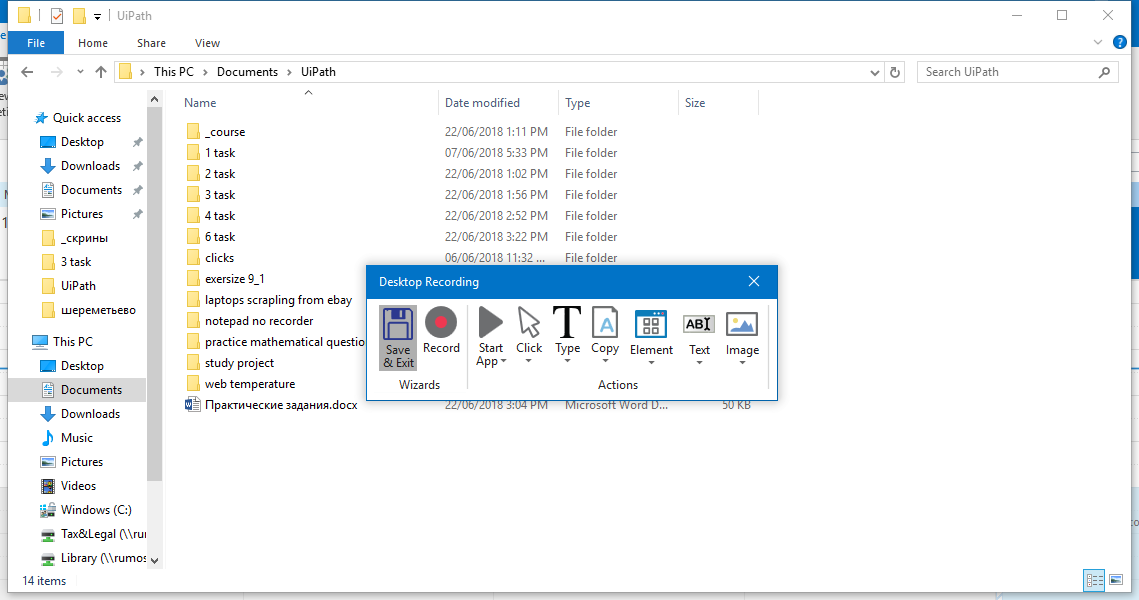 UiPath
File Home Share View
This PC Documents UiPath
Search UiPath
Name Date modified Type Size
Quick access
Desktop
Downloads
Documents
Pictures
_скрины
3 task
UiPath
шереметьево
This PC
Desktop
Documents
Downloads
Music
Pictures
Videos
Windows (C:)
Tax&Legal (\\rur
Library (\\rumos
_course 22/06/2018 1:11 PM File folder
1 task 07/06/2018 5:33 PM File folder
2 task 22/06/2018 1:02 PM File folder
3 task 22/06/2018 1:56 PM File folder
4 task 22/06/2018 2:52 PM File folder
6 task 22/06/2018 3:22 PM File folder
clicks 06/06/2018 11:32 ... File folder
exersize 9_1
laptops scrapling from ebay
notepad no recorder
practice mathematical questio
study project
web temperature
Практические задания.docx 22/06/2018 3:04 PM Microsoft Word D... 50 KB
Desktop Recording
Save & Exit
Record
Start App
Click
Type
Copy
Element
Text
Image
Wizards Actions
14 items